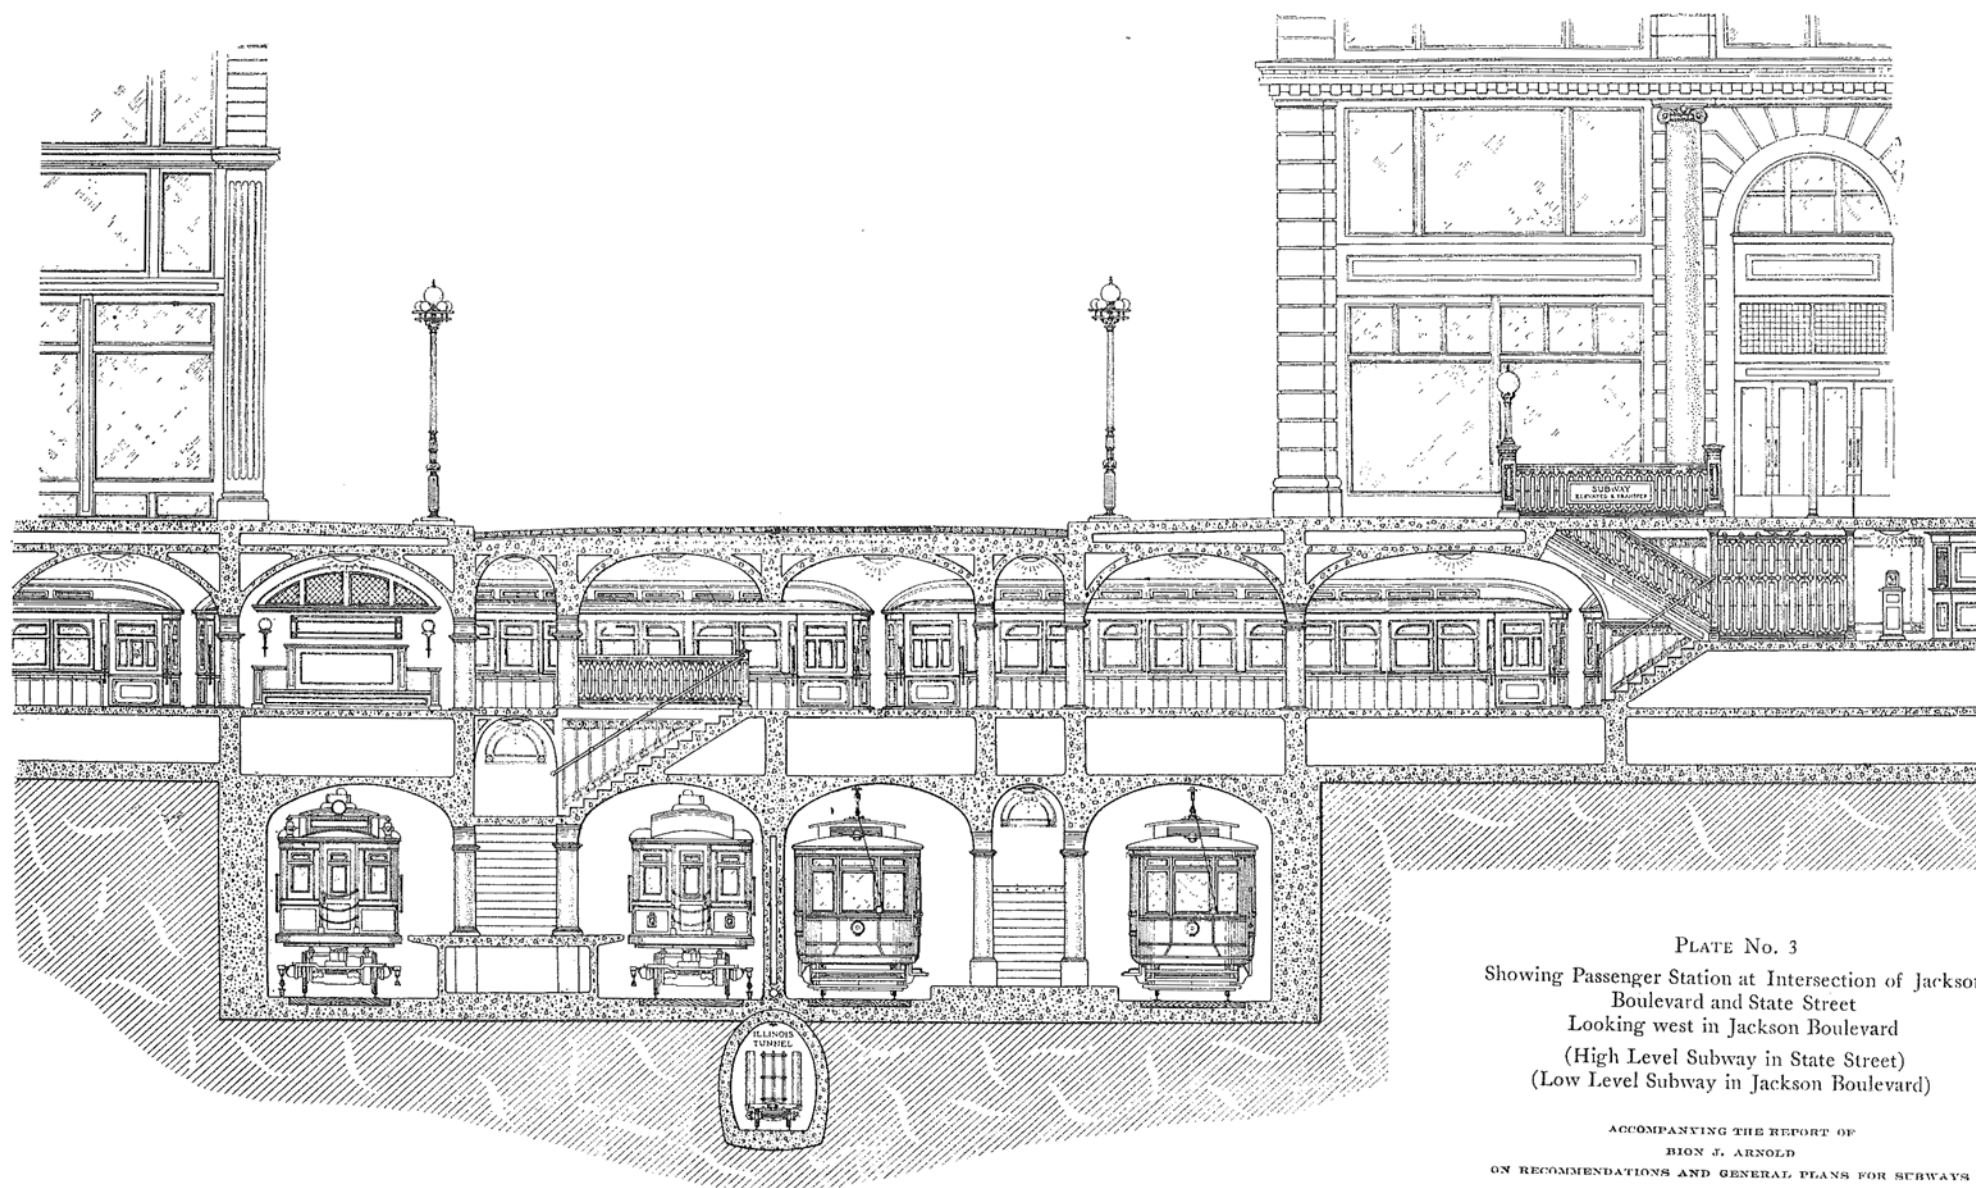 SUBWAY
ELEVATED & TRANSFER
ILLINOIS
TUNNEL
PLATE No. 3
Showing Passenger Station at Intersection of Jackson
Boulevard and State Street
Looking west in Jackson Boulevard
(High Level Subway in State Street)
(Low Level Subway in Jackson Boulevard)
ACCOMPANYING THE REPORT OF
BION J. ARNOLD
ON RECOMMENDATIONS AND GENERAL PLANS FOR SUBWAYS